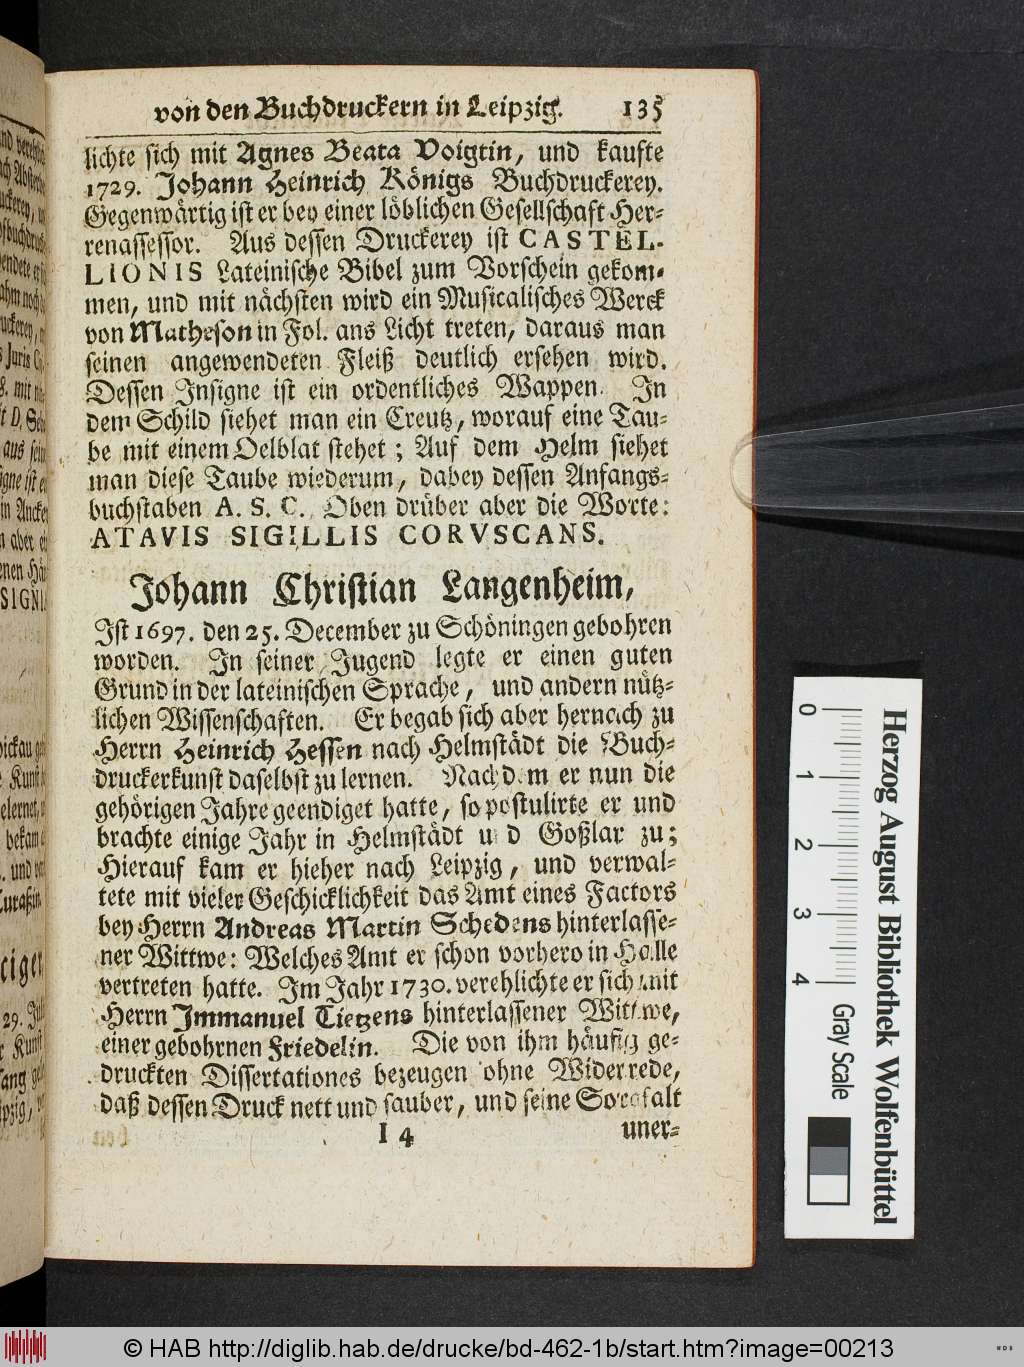 von den Buchdruckern in Leipzig. 135
lichte sich mit Agnes Beata Voigtin, und kaufte
1729. Johann Heinrich Königs Buchdruckerey.
Gegenwärtig ist er bey einer löblichen Gesellschaft Her-
renassessor. Aus dessen Druckerey ist CASTEL-
LIONIS Lateinische Bibel zum Vorschein gekom-
men, und mit nächsten wird ein Musicalisches Werck
von Matheson in Fol. ans Licht treten, daraus man
seinen angewendeten Fleiß deutlich ersehen wird.
Dessen Insigne ist ein ordentliches Wappen. In
dem Schild siehet man ein Creutz, worauf eine Tau-
be mit einem Oelblat stehet; Auf dem Helm siehet
man diese Taube wiederum, dabey dessen Anfangs-
buchstaben A. S. C. Oben drüber aber die Worte:
ATAVIS SIGILLIS CORVSCANS.
Johann Christian Langenheim,
Ist 1697. den 25. December zu Schöningen gebohren
worden. In seiner Jugend legte er einen guten
Grund in der lateinischen Sprache, und andern nütz-
lichen Wissenschaften. Er begab sich aber hernach zu
Herrn Heinrich Hessen nach Helmstädt die Buch-
druckerkunst daselbst zu lernen. Nachdem er nun die
gehörigen Jahre geendiget hatte, so postulirte er und
brachte einige Jahr in Helmstädt und Goßlar zu;
Hierauf kam er hieher nach Leipzig, und verwal-
tete mit vieler Geschicklichkeit das Amt eines Factors
bey Herrn Andreas Martin Schedens hinterlasse-
ner Wittwe: Welches Amt er schon vorhero in Halle
vertreten hatte. Im Jahr 1730. verehlichte er sich mit
Herrn Immanuel Tietzens hinterlassener Wittwe,
einer gebohrnen Friedelin. Die von ihm häufig ge-
druckten Dissertationes bezeugen ohne Widerrede,
daß dessen Druck nett und sauber, und seine Sorgfalt
I 4 uner-
Herzog August Bibliothek Wolfenbüttel
0 1 2 3 4 Gray Scale
© HAB http://diglib.hab.de/drucke/bd-462-1b/start.htm?image=00213